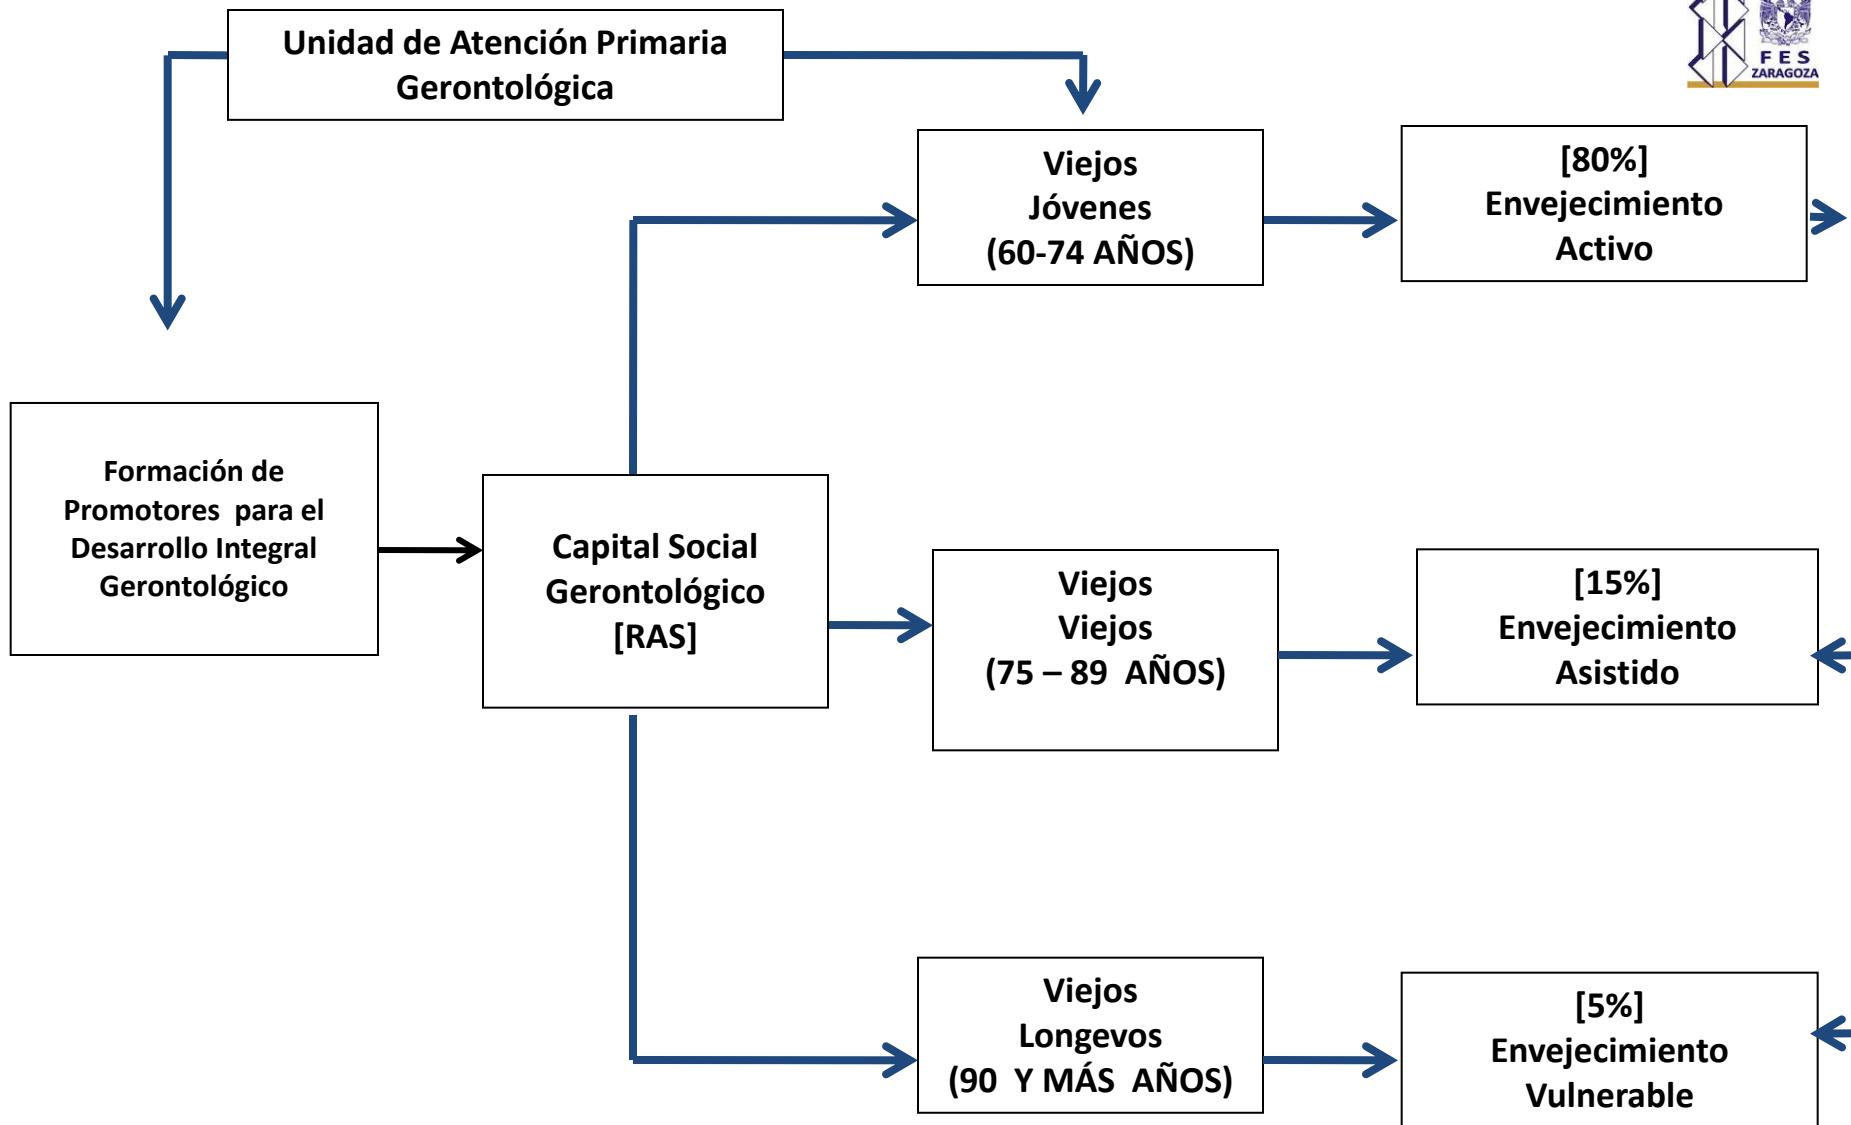 Unidad de Atención Primaria
Gerontológica
FES
ZARAGOZA
Viejos
Jóvenes
(60-74 AÑOS)
[80%]
Envejecimiento
Activo
Formación de
Promotores para el
Desarrollo Integral
Gerontológico
Capital Social
Gerontológico
[RAS]
Viejos
Viejos
(75 – 89 AÑOS)
[15%]
Envejecimiento
Asistido
Viejos
Longevos
(90 Y MÁS AÑOS)
[5%]
Envejecimiento
Vulnerable